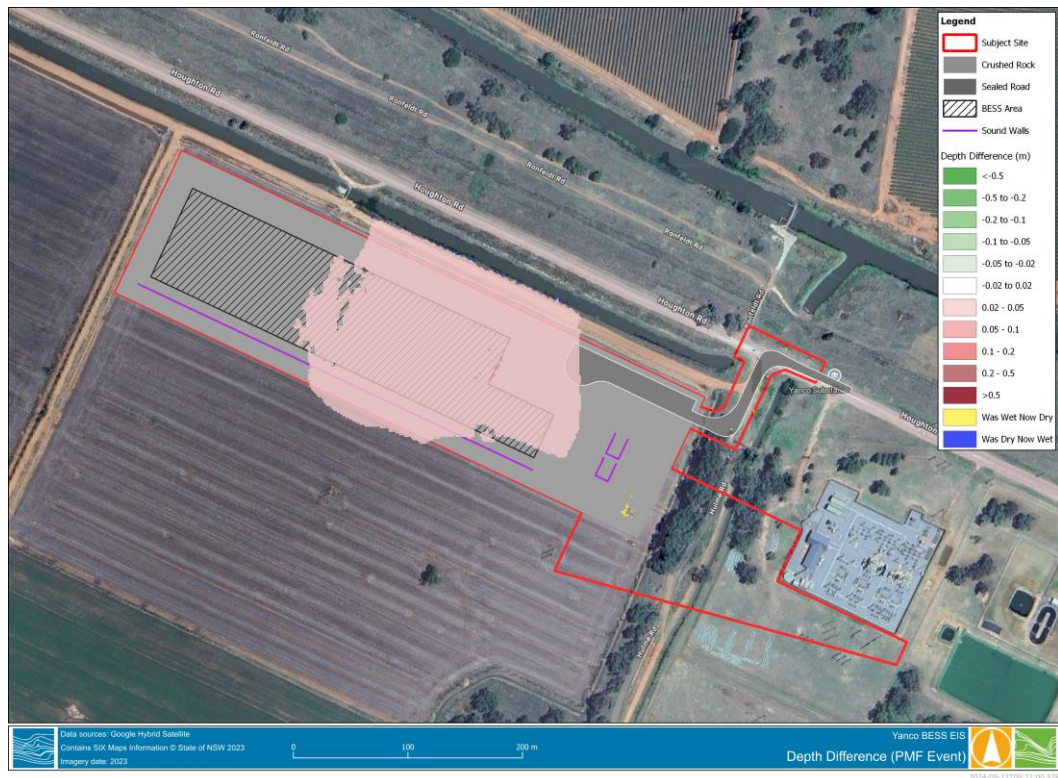 Legend
Subject Site
Crushed Rock
Sealed Road
BESS Area
Sound Walls
Depth Difference (m)
<-0.5
-0.5 to -0.2
-0.2 to -0.1
-0.1 to -0.05
-0.05 to -0.02
-0.02 to 0.02
0.02 - 0.05
0.05 - 0.1
0.1 - 0.2
0.2 - 0.5
>0.5
Was Wet Now Dry
Was Dry Now Wet
Ronfeldt Rd
Houghton Rd
Ronfeldt Rd
Ronfeldt Rd
Houghton Rd
Ronfeldt Rd
Houghton Rd
Ronfeldt Rd
Yanco
Houghton
Hulme Rd
Hulme Rd
Data sources: Google Hybrid Satellite
Contains SIX Maps Information © State of NSW 2023
Imagery date: 2023
0 100 200 m
Yanco BESS EIS
Depth Difference (PMF Event)